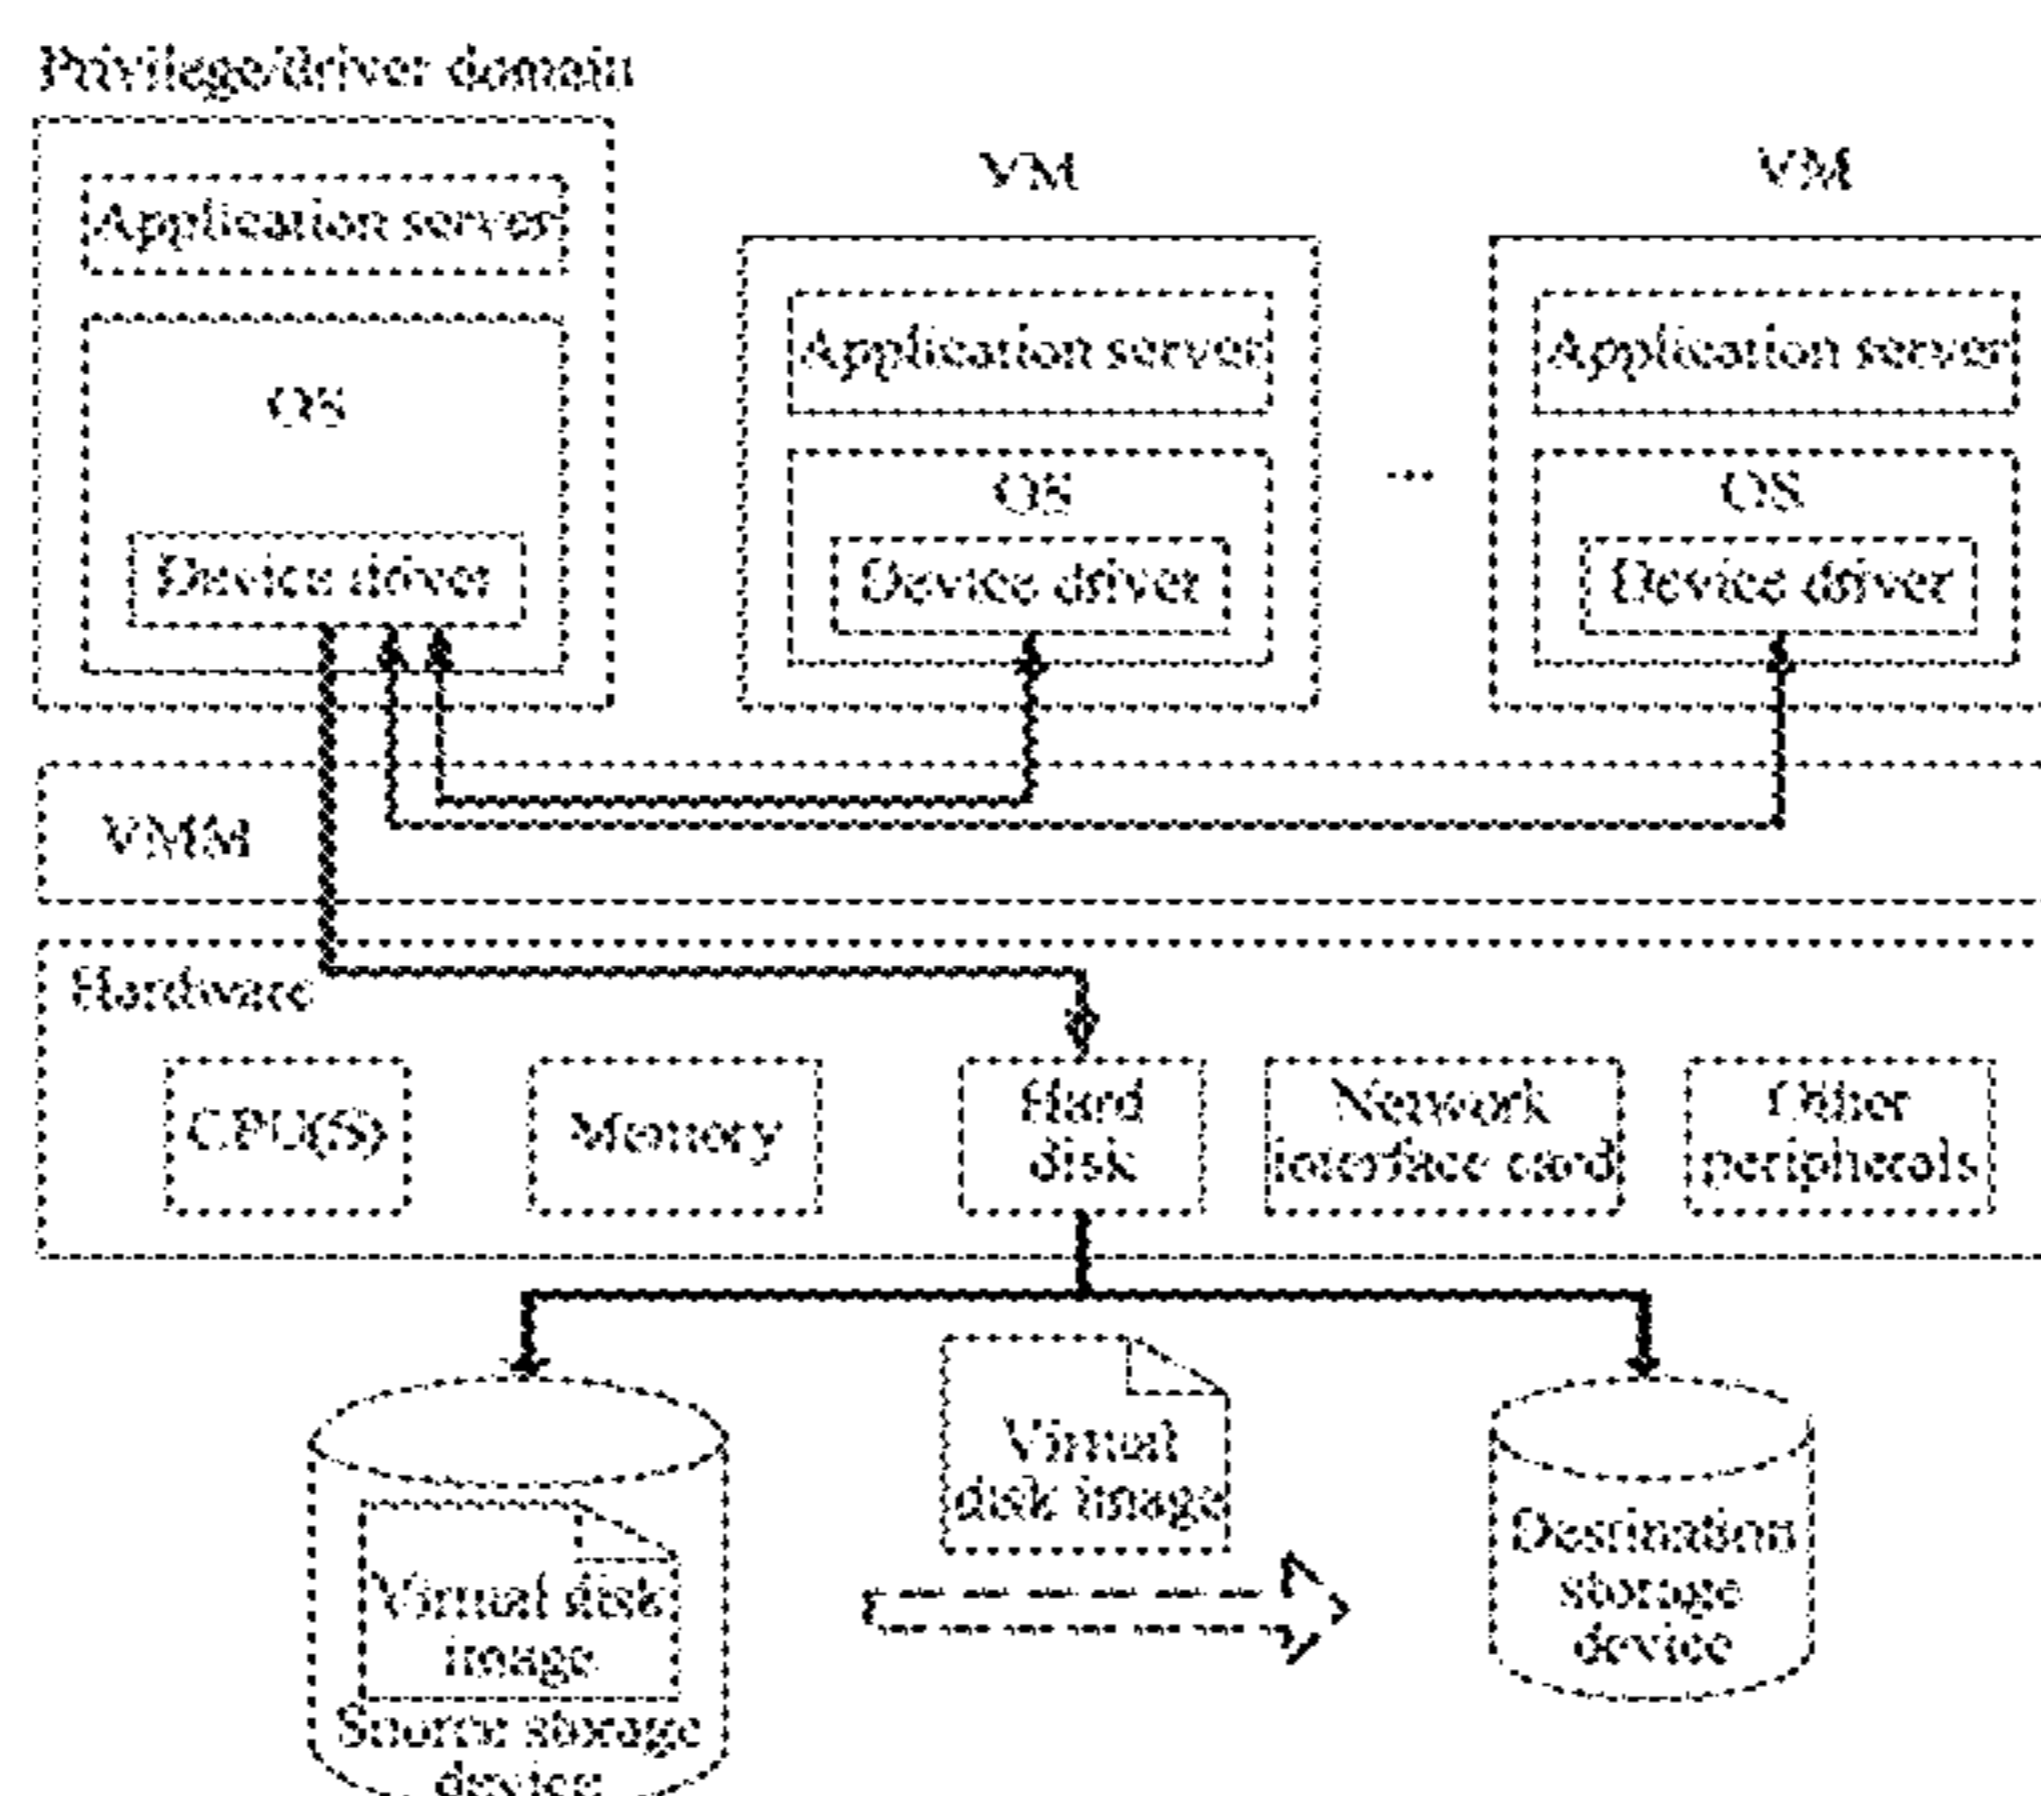 Privilege/driver domain
VM
VM
Application server
Application server
Application server
OS
OS
OS
Device driver
Device driver
Device driver
...
VMM
Hardware
CPU(S)
Memory
Hard
disk
Network
interface card
Other
peripherols
Virtual
disk image
Virtual disk
image
Source storage
device
Destination
storage
device